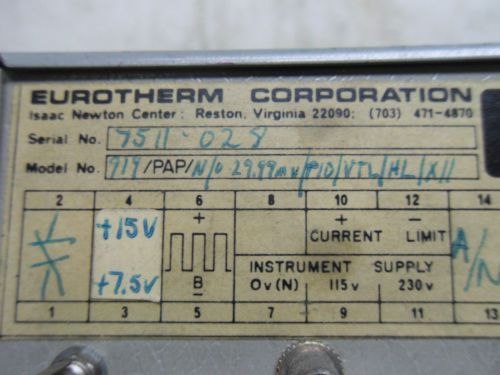 EUROTHERM CORPORATION
Isaac Newton Center: Reston, Virginia 22090; (703) 471-4870
Serial No. 7511-028
Model No. 919/PAP/N/0 29.99mv/PID/VTL/HL/X11
2 4 6 8 10 12 14
+15V + + −
CURRENT LIMIT
A/N
INSTRUMENT SUPPLY
+7.5V B − 0v(N) 115v 230v
1 3 5 7 9 11 13